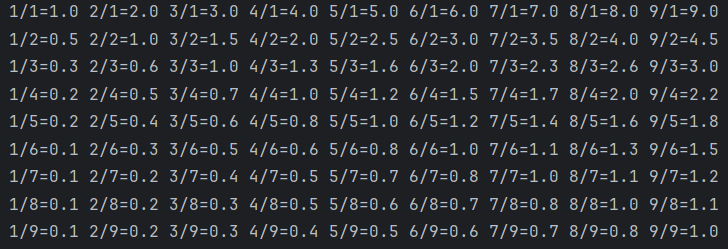 1/1=1.0 2/1=2.0 3/1=3.0 4/1=4.0 5/1=5.0 6/1=6.0 7/1=7.0 8/1=8.0 9/1=9.0
1/2=0.5 2/2=1.0 3/2=1.5 4/2=2.0 5/2=2.5 6/2=3.0 7/2=3.5 8/2=4.0 9/2=4.5
1/3=0.3 2/3=0.6 3/3=1.0 4/3=1.3 5/3=1.6 6/3=2.0 7/3=2.3 8/3=2.6 9/3=3.0
1/4=0.2 2/4=0.5 3/4=0.7 4/4=1.0 5/4=1.2 6/4=1.5 7/4=1.7 8/4=2.0 9/4=2.2
1/5=0.2 2/5=0.4 3/5=0.6 4/5=0.8 5/5=1.0 6/5=1.2 7/5=1.4 8/5=1.6 9/5=1.8
1/6=0.1 2/6=0.3 3/6=0.5 4/6=0.6 5/6=0.8 6/6=1.0 7/6=1.1 8/6=1.3 9/6=1.5
1/7=0.1 2/7=0.2 3/7=0.4 4/7=0.5 5/7=0.7 6/7=0.8 7/7=1.0 8/7=1.1 9/7=1.2
1/8=0.1 2/8=0.2 3/8=0.3 4/8=0.5 5/8=0.6 6/8=0.7 7/8=0.8 8/8=1.0 9/8=1.1
1/9=0.1 2/9=0.2 3/9=0.3 4/9=0.4 5/9=0.5 6/9=0.6 7/9=0.7 8/9=0.8 9/9=1.0